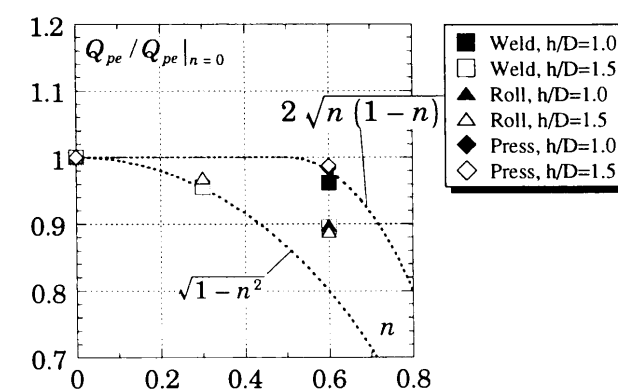 1.2
Q_pe / Q_pe|_{n = 0}
1.1
2 √n (1 − n)
1
0.9
√1 − n²
0.8
n
0.7
0 0.2 0.4 0.6 0.8
Weld, h/D=1.0
Weld, h/D=1.5
Roll, h/D=1.0
Roll, h/D=1.5
Press, h/D=1.0
Press, h/D=1.5